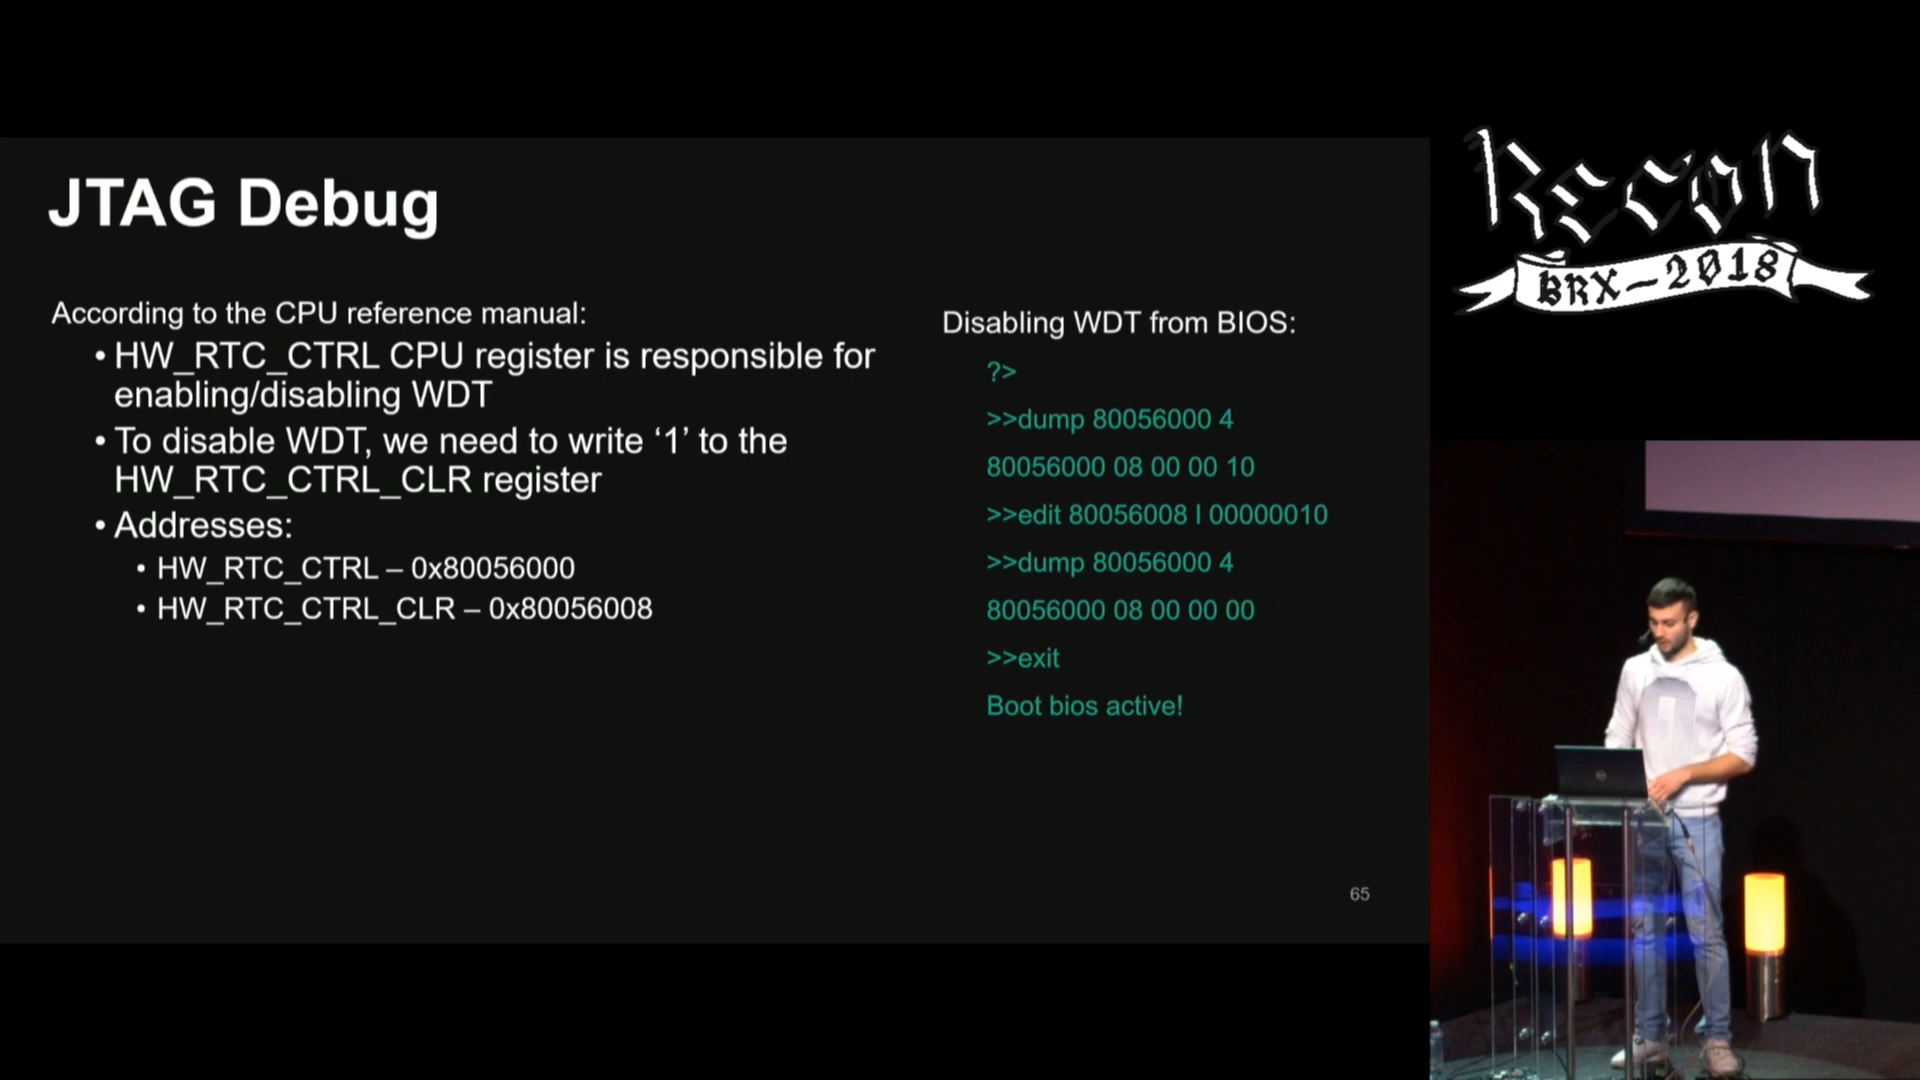 JTAG Debug
According to the CPU reference manual:
• HW_RTC_CTRL CPU register is responsible for
enabling/disabling WDT
• To disable WDT, we need to write ‘1’ to the
HW_RTC_CTRL_CLR register
• Addresses:
• HW_RTC_CTRL – 0x80056000
• HW_RTC_CTRL_CLR – 0x80056008
Disabling WDT from BIOS:
?>
>>dump 80056000 4
80056000 08 00 00 10
>>edit 80056008 l 00000010
>>dump 80056000 4
80056000 08 00 00 00
>>exit
Boot bios active!
65
Recon
BRX-2018